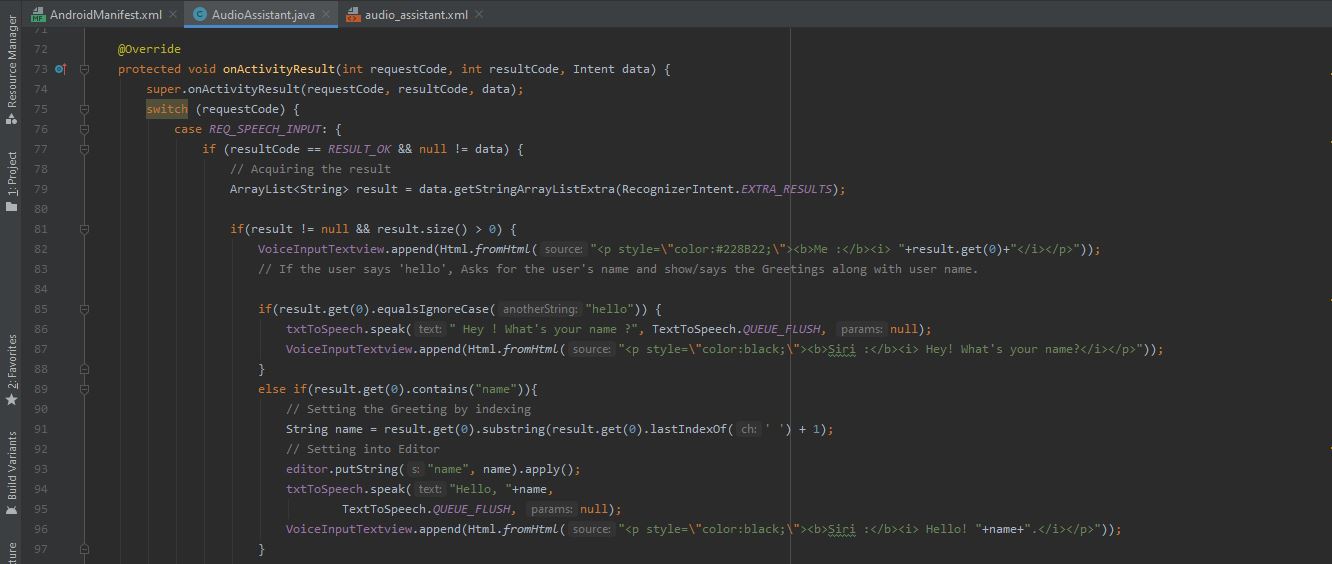 AndroidManifest.xml
AudioAssistant.java
audio_assistant.xml
Resource Manager
1: Project
2: Favorites
Build Variants
71
72 @Override
73 protected void onActivityResult(int requestCode, int resultCode, Intent data) {
74 super.onActivityResult(requestCode, resultCode, data);
75 switch (requestCode) {
76 case REQ_SPEECH_INPUT: {
77 if (resultCode == RESULT_OK && null != data) {
78 // Acquiring the result
79 ArrayList<String> result = data.getStringArrayListExtra(RecognizerIntent.EXTRA_RESULTS);
80
81 if(result != null && result.size() > 0) {
82 VoiceInputTextview.append(Html.fromHtml( source: "<p style=\"color:#228B22;\"><b>Me :</b><i> "+result.get(0)+"</i></p>"));
83 // If the user says 'hello', Asks for the user's name and show/says the Greetings along with user name.
84
85 if(result.get(0).equalsIgnoreCase( anotherString: "hello")) {
86 txtToSpeech.speak( text: " Hey ! What's your name ?", TextToSpeech.QUEUE_FLUSH, params: null);
87 VoiceInputTextview.append(Html.fromHtml( source: "<p style=\"color:black;\"><b>Siri :</b><i> Hey! What's your name?</i></p>"));
88 }
89 else if(result.get(0).contains("name")){
90 // Setting the Greeting by indexing
91 String name = result.get(0).substring(result.get(0).lastIndexOf( ch: ' ') + 1);
92 // Setting into Editor
93 editor.putString( s: "name", name).apply();
94 txtToSpeech.speak( text: "Hello, "+name,
95 TextToSpeech.QUEUE_FLUSH, params: null);
96 VoiceInputTextview.append(Html.fromHtml( source: "<p style=\"color:black;\"><b>Siri :</b><i> Hello! "+name+".</i></p>"));
97 }